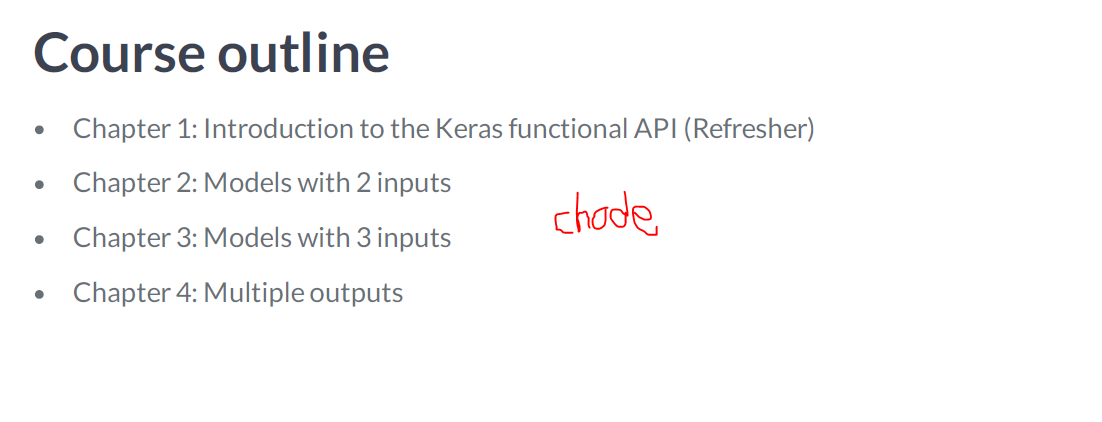 Course outline
• Chapter 1: Introduction to the Keras functional API (Refresher)
• Chapter 2: Models with 2 inputs
chode
• Chapter 3: Models with 3 inputs
• Chapter 4: Multiple outputs